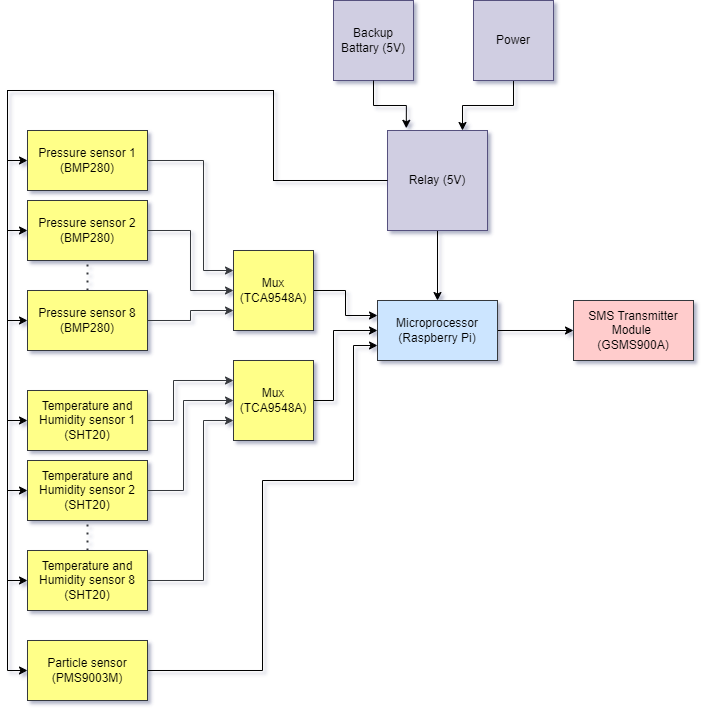 Backup
Battary (5V)
Power
Relay (5V)
Pressure sensor 1
(BMP280)
Pressure sensor 2
(BMP280)
Pressure sensor 8
(BMP280)
Mux
(TCA9548A)
Microprocessor
(Raspberry Pi)
SMS Transmitter
Module
(GSMS900A)
Mux
(TCA9548A)
Temperature and
Humidity sensor 1
(SHT20)
Temperature and
Humidity sensor 2
(SHT20)
Temperature and
Humidity sensor 8
(SHT20)
Particle sensor
(PMS9003M)